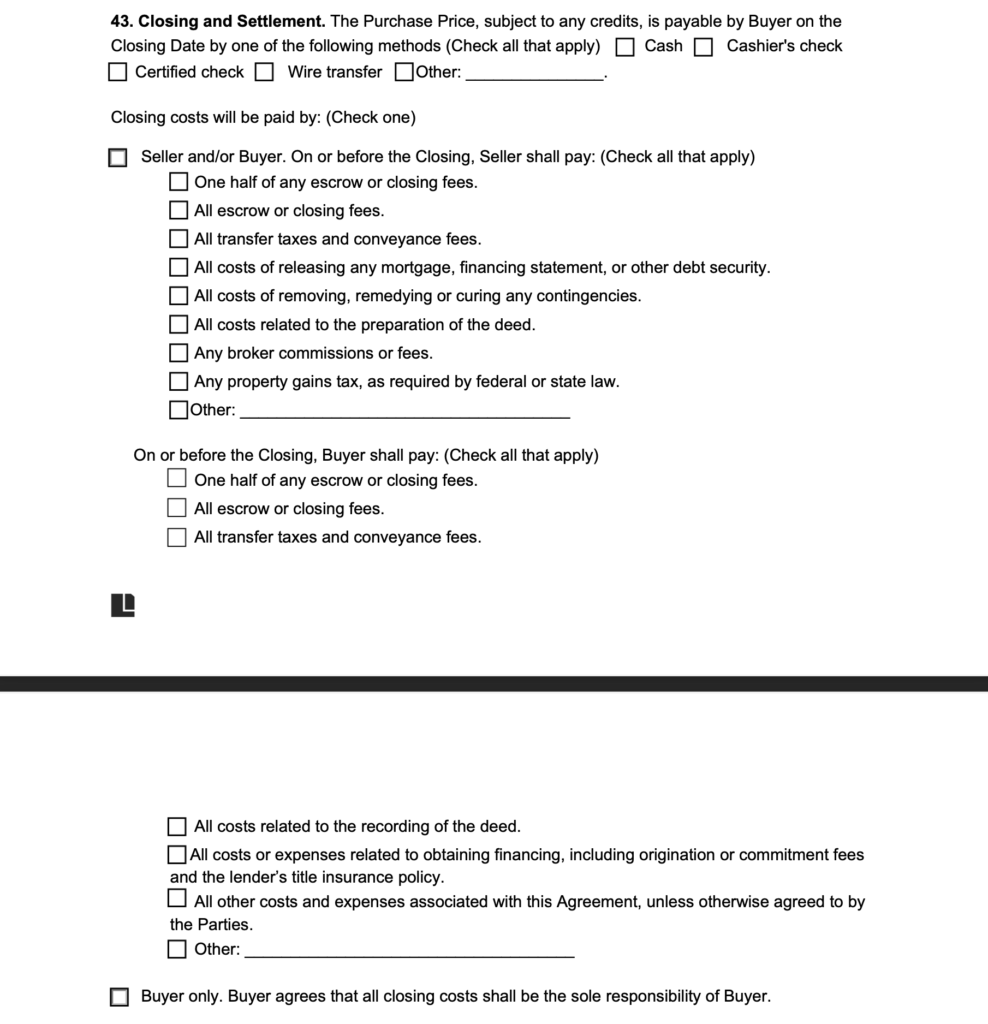 43. Closing and Settlement. The Purchase Price, subject to any credits, is payable by Buyer on the
Closing Date by one of the following methods (Check all that apply) ☐ Cash ☐ Cashier's check
☐ Certified check ☐ Wire transfer ☐Other: _______________.
Closing costs will be paid by: (Check one)
☐ Seller and/or Buyer. On or before the Closing, Seller shall pay: (Check all that apply)
☐ One half of any escrow or closing fees.
☐ All escrow or closing fees.
☐ All transfer taxes and conveyance fees.
☐ All costs of releasing any mortgage, financing statement, or other debt security.
☐ All costs of removing, remedying or curing any contingencies.
☐ All costs related to the preparation of the deed.
☐ Any broker commissions or fees.
☐ Any property gains tax, as required by federal or state law.
☐Other: ____________________________________
On or before the Closing, Buyer shall pay: (Check all that apply)
☐ One half of any escrow or closing fees.
☐ All escrow or closing fees.
☐ All transfer taxes and conveyance fees.
☐ All costs related to the recording of the deed.
☐All costs or expenses related to obtaining financing, including origination or commitment fees
and the lender's title insurance policy.
☐ All other costs and expenses associated with this Agreement, unless otherwise agreed to by
the Parties.
☐ Other: ____________________________________
☐ Buyer only. Buyer agrees that all closing costs shall be the sole responsibility of Buyer.